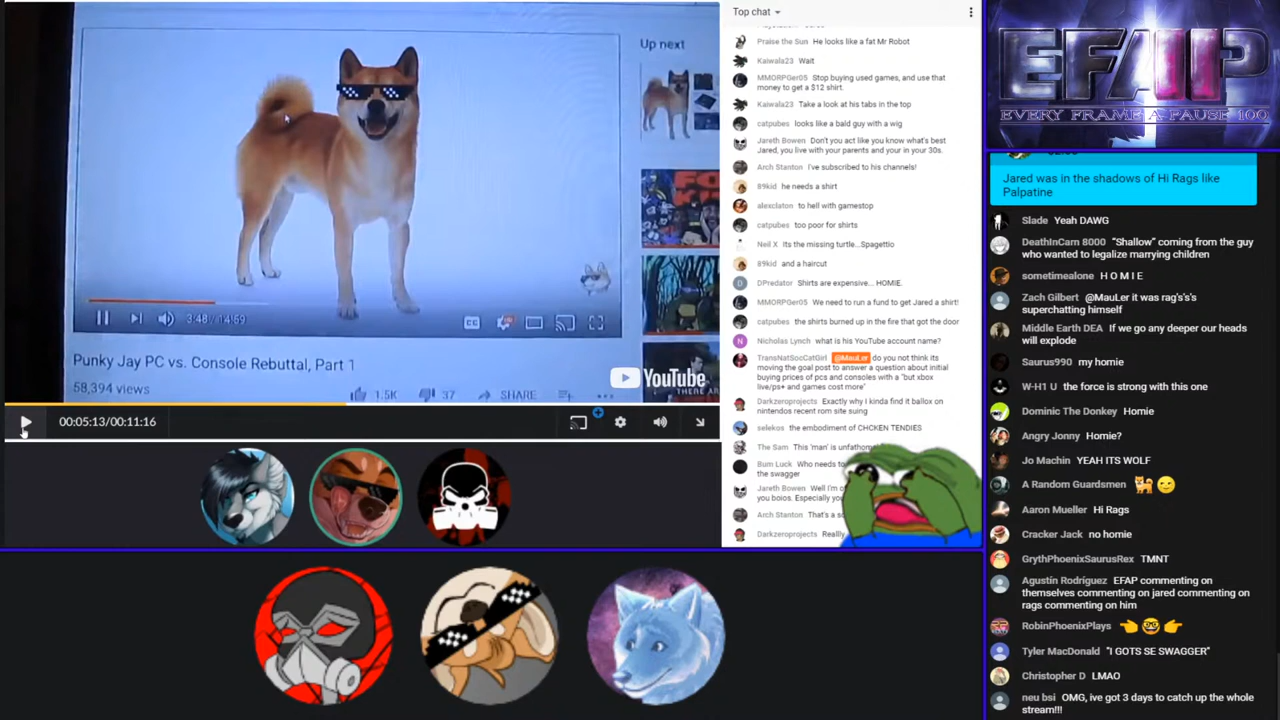 Up next
3:48 / 14:59
CC
Punky Jay PC vs. Console Rebuttal, Part 1
58,399 views
1.5K
37
SHARE
YouTube
00:05:13/00:11:16
Top chat
Praise the Sun He looks like a fat Mr Robot
Kaiwala23 Wait
MMORPGer05 Stop buying used games, and use that
money to get a $12 shirt.
Kaiwala23 Take a look at his tabs in the top
catpubes looks like a bald guy with a wig
Jareth Bowen Don't you act like you know what's best
Jared, you live with your parents and your in your 30s.
Arch Stanton I've subscribed to his channels!
89kid he needs a shirt
alexclaton to hell with gamestop
catpubes too poor for shirts
Neil X Its the missing turtle...Spagettio
89kid and a haircut
D
DPredator Shirts are expensive... HOMIE.
MMORPGer05 We need to run a fund to get Jared a shirt!
catpubes the shirts burned up in the fire that got the door
N
Nicholas Lynch what is his YouTube account name?
TransNatSocCatGirl @MauLer do you not think its
moving the goal post to answer a question about initial
buying prices of pcs and consoles with a "but xbox
live/ps+ and games cost more"
Darkzeroprojects Exactly why I kinda find it ballox on
nintendos recent rom site suing
selekos the embodiment of CHCKEN TENDIES
The Sam This 'man' is
Bum Luck Who needs
the swagger
Jareth Bowen Well I'm
you boios. Especially
Arch Stanton That's a
Darkzeroprojects
EFAP
EVERY FRAME A PAUSE 100
Jared was in the shadows of Hi Rags like
Palpatine
Slade Yeah DAWG
DeathInCam 8000 "Shallow" coming from the guy
who wanted to legalize marrying children
sometimealone H O M I E
Zach Gilbert @MauLer it was rag's's's
superchatting himself
Middle Earth DEA If we go any deeper our heads
will explode
Saurus990 my homie
W-H1 U the force is strong with this one
Dominic The Donkey Homie
Angry Jonny Homie?
Jo Machin YEAH ITS WOLF
A Random Guardsmen
Aaron Mueller Hi Rags
Cracker Jack no homie
GrythPhoenixSaurusRex TMNT
Agustín Rodríguez EFAP commenting on
themselves commenting on jared commenting on
rags commenting on him
RobinPhoenixPlays 👈🤓👉
Tyler MacDonald "I GOTS SE SWAGGER"
Christopher D LMAO
neu bsi OMG, ive got 3 days to catch up the whole
stream!!!